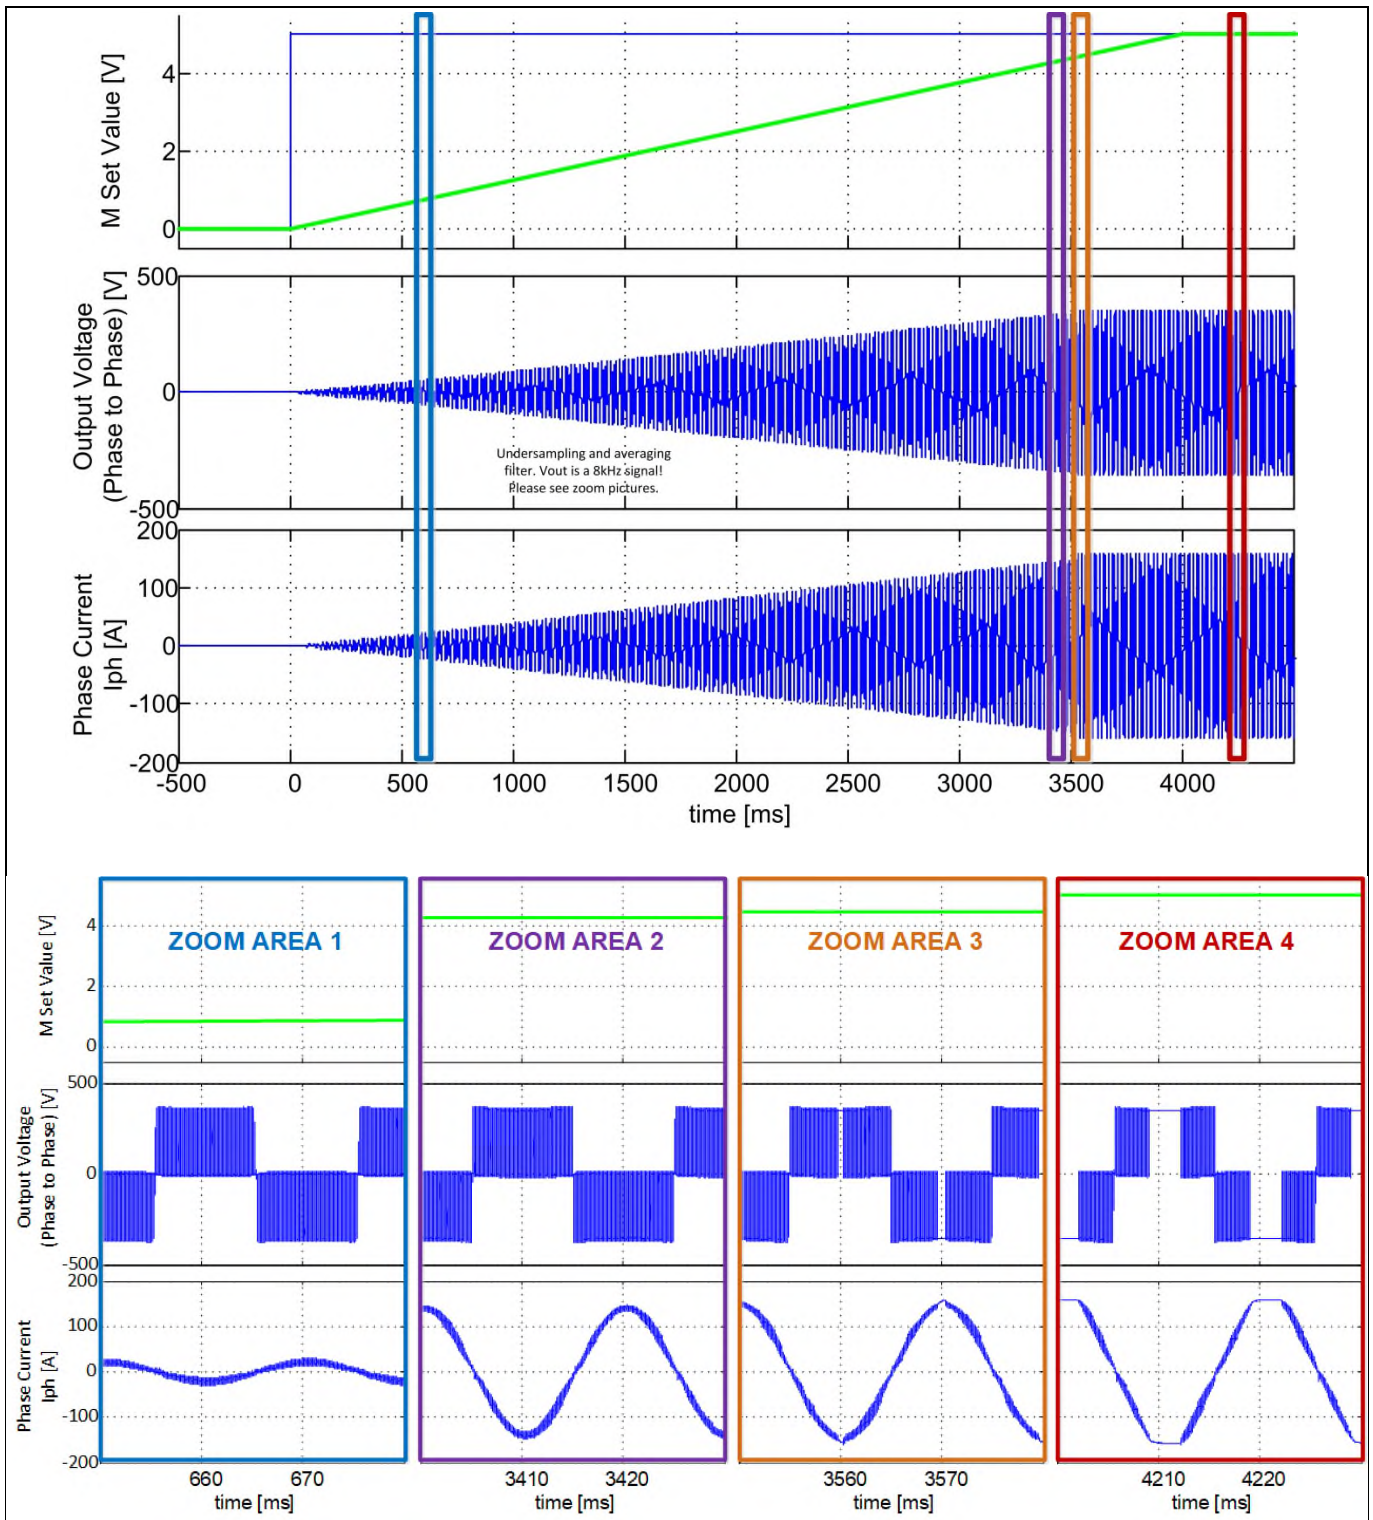 M Set Value [V]
4
2
0
Output Voltage
(Phase to Phase) [V]
500
0
-500
Undersampling and averaging
filter. Vout is a 8kHz signal!
Please see zoom pictures.
Phase Current
Iph [A]
200
100
0
-100
-200
-500 0 500 1000 1500 2000 2500 3000 3500 4000
time [ms]
ZOOM AREA 1 ZOOM AREA 2 ZOOM AREA 3 ZOOM AREA 4
M Set Value [V]
4
2
0
Output Voltage
(Phase to Phase) [V]
500
0
-500
Phase Current
Iph [A]
200
100
0
-100
-200
660 670 3410 3420 3560 3570 4210 4220
time [ms] time [ms] time [ms] time [ms]